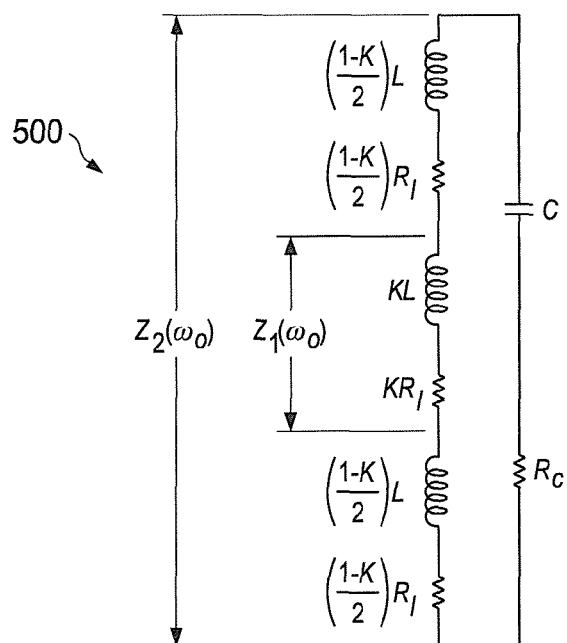 (1-K/2)L
500
(1-K/2)R_l
C
KL
Z_2(ω_o)
Z_1(ω_o)
KR_l
(1-K/2)L
R_c
(1-K/2)R_l